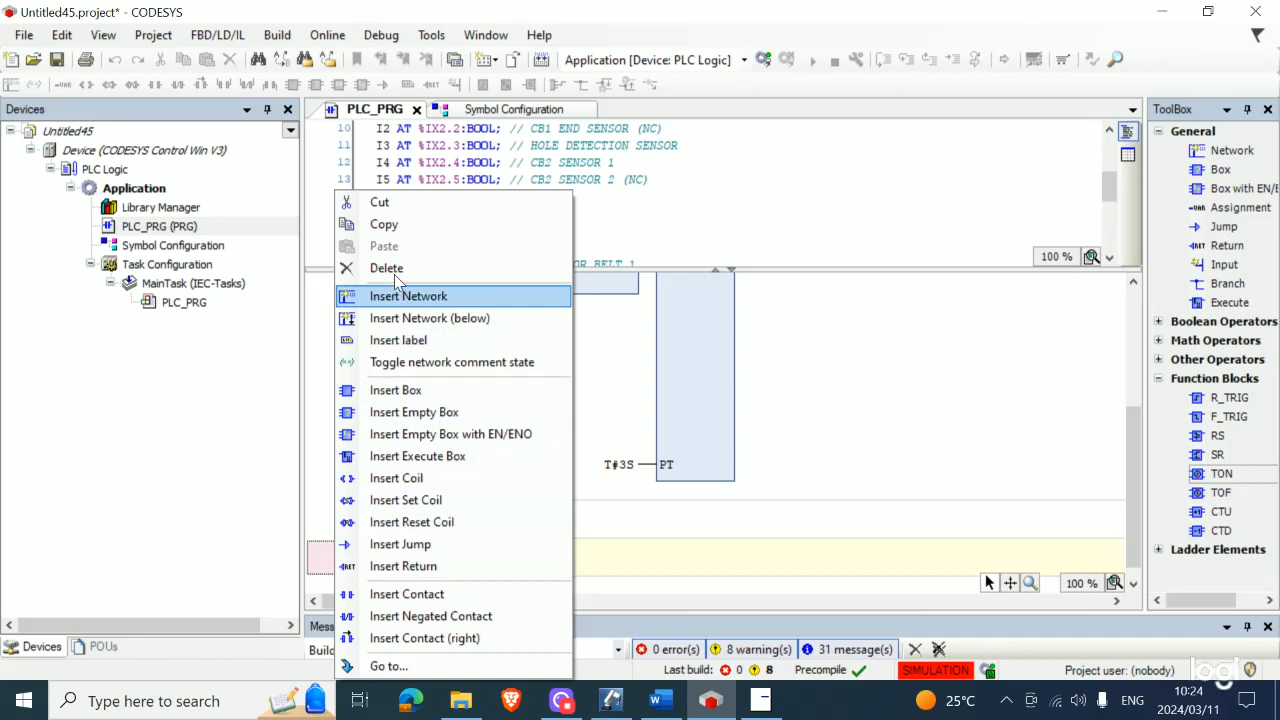 Untitled45.project* - CODESYS
File Edit View Project FBD/LD/IL Build Online Debug Tools Window Help
Application [Device: PLC Logic]
Devices
Untitled45
Device (CODESYS Control Win V3)
PLC Logic
Application
Library Manager
PLC_PRG (PRG)
Symbol Configuration
Task Configuration
MainTask (IEC-Tasks)
PLC_PRG
Devices POUs
PLC_PRG Symbol Configuration
10 I2 AT %IX2.2:BOOL; // CB1 END SENSOR (NC)
11 I3 AT %IX2.3:BOOL; // HOLE DETECTION SENSOR
12 I4 AT %IX2.4:BOOL; // CB2 SENSOR 1
13 I5 AT %IX2.5:BOOL; // CB2 SENSOR 2 (NC)
OR BELT 1
100 %
Cut
Copy
Paste
Delete
Insert Network
Insert Network (below)
Insert label
Toggle network comment state
Insert Box
Insert Empty Box
Insert Empty Box with EN/ENO
Insert Execute Box
Insert Coil
Insert Set Coil
Insert Reset Coil
Insert Jump
Insert Return
Insert Contact
Insert Negated Contact
Insert Contact (right)
Go to...
T#3S PT
100 %
ToolBox
General
Network
Box
Box with EN/E
Assignment
Jump
Return
Input
Branch
Execute
Boolean Operators
Math Operators
Other Operators
Function Blocks
R_TRIG
F_TRIG
RS
SR
TON
TOF
CTU
CTD
Ladder Elements
Mess
Build
0 error(s) 8 warning(s) 31 message(s)
Last build: 0 8 Precompile SIMULATION Project user: (nobody)
Type here to search
25°C ENG 10:24
2024/03/11